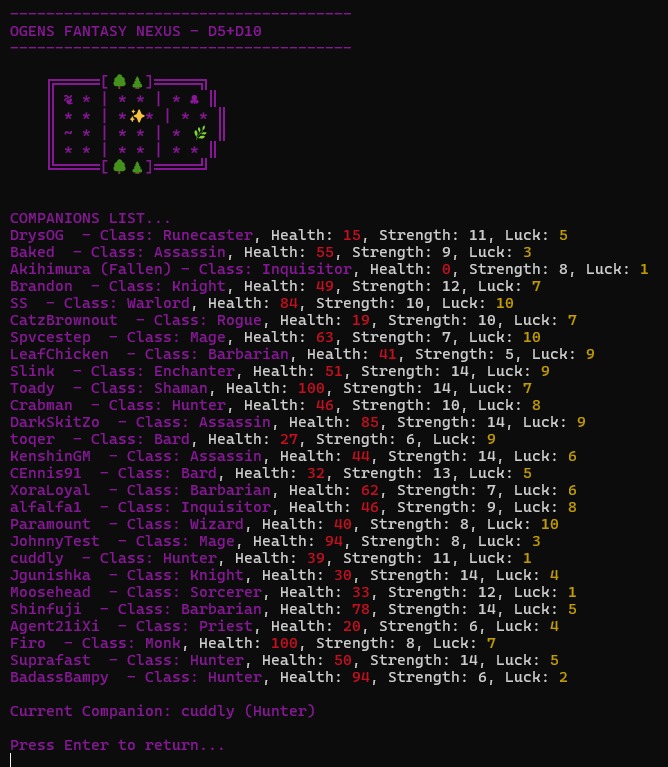 --------------------------------------
OGENS FANTASY NEXUS - D5+D10
--------------------------------------
╔═════[🌳🌲]═════╗
║ ☙ * | * * | * ♣ ║
║ * * | *✨* | * * ║
║ ~ * | * * | * 🌿 ║
║ * * | * * | * * ║
╚═════[🌳🌲]═════╝
COMPANIONS LIST...
DrysOG  - Class: Runecaster, Health: 15, Strength: 11, Luck: 5
Baked  - Class: Assassin, Health: 55, Strength: 9, Luck: 3
Akihimura (Fallen) - Class: Inquisitor, Health: 0, Strength: 8, Luck: 1
Brandon  - Class: Knight, Health: 49, Strength: 12, Luck: 7
SS  - Class: Warlord, Health: 84, Strength: 10, Luck: 10
CatzBrownout  - Class: Rogue, Health: 19, Strength: 10, Luck: 7
Spvcestep  - Class: Mage, Health: 63, Strength: 7, Luck: 10
LeafChicken  - Class: Barbarian, Health: 41, Strength: 5, Luck: 9
Slink  - Class: Enchanter, Health: 51, Strength: 14, Luck: 9
Toady  - Class: Shaman, Health: 100, Strength: 14, Luck: 7
Crabman  - Class: Hunter, Health: 46, Strength: 10, Luck: 8
DarkSkitZo  - Class: Assassin, Health: 85, Strength: 14, Luck: 9
toqer  - Class: Bard, Health: 27, Strength: 6, Luck: 9
KenshinGM  - Class: Assassin, Health: 44, Strength: 14, Luck: 6
CEnnis91  - Class: Bard, Health: 32, Strength: 13, Luck: 5
XoraLoyal  - Class: Barbarian, Health: 62, Strength: 7, Luck: 6
alfalfa1  - Class: Inquisitor, Health: 46, Strength: 9, Luck: 8
Paramount  - Class: Wizard, Health: 40, Strength: 8, Luck: 10
JohnnyTest  - Class: Mage, Health: 94, Strength: 8, Luck: 3
cuddly  - Class: Hunter, Health: 39, Strength: 11, Luck: 1
Jgunishka  - Class: Knight, Health: 30, Strength: 14, Luck: 4
Moosehead  - Class: Sorcerer, Health: 33, Strength: 12, Luck: 1
Shinfuji  - Class: Barbarian, Health: 78, Strength: 14, Luck: 5
Agent21iXi  - Class: Priest, Health: 20, Strength: 6, Luck: 4
Firo  - Class: Monk, Health: 100, Strength: 8, Luck: 7
Suprafast  - Class: Hunter, Health: 50, Strength: 14, Luck: 5
BadassBampy  - Class: Hunter, Health: 94, Strength: 6, Luck: 2
Current Companion: cuddly (Hunter)
Press Enter to return...